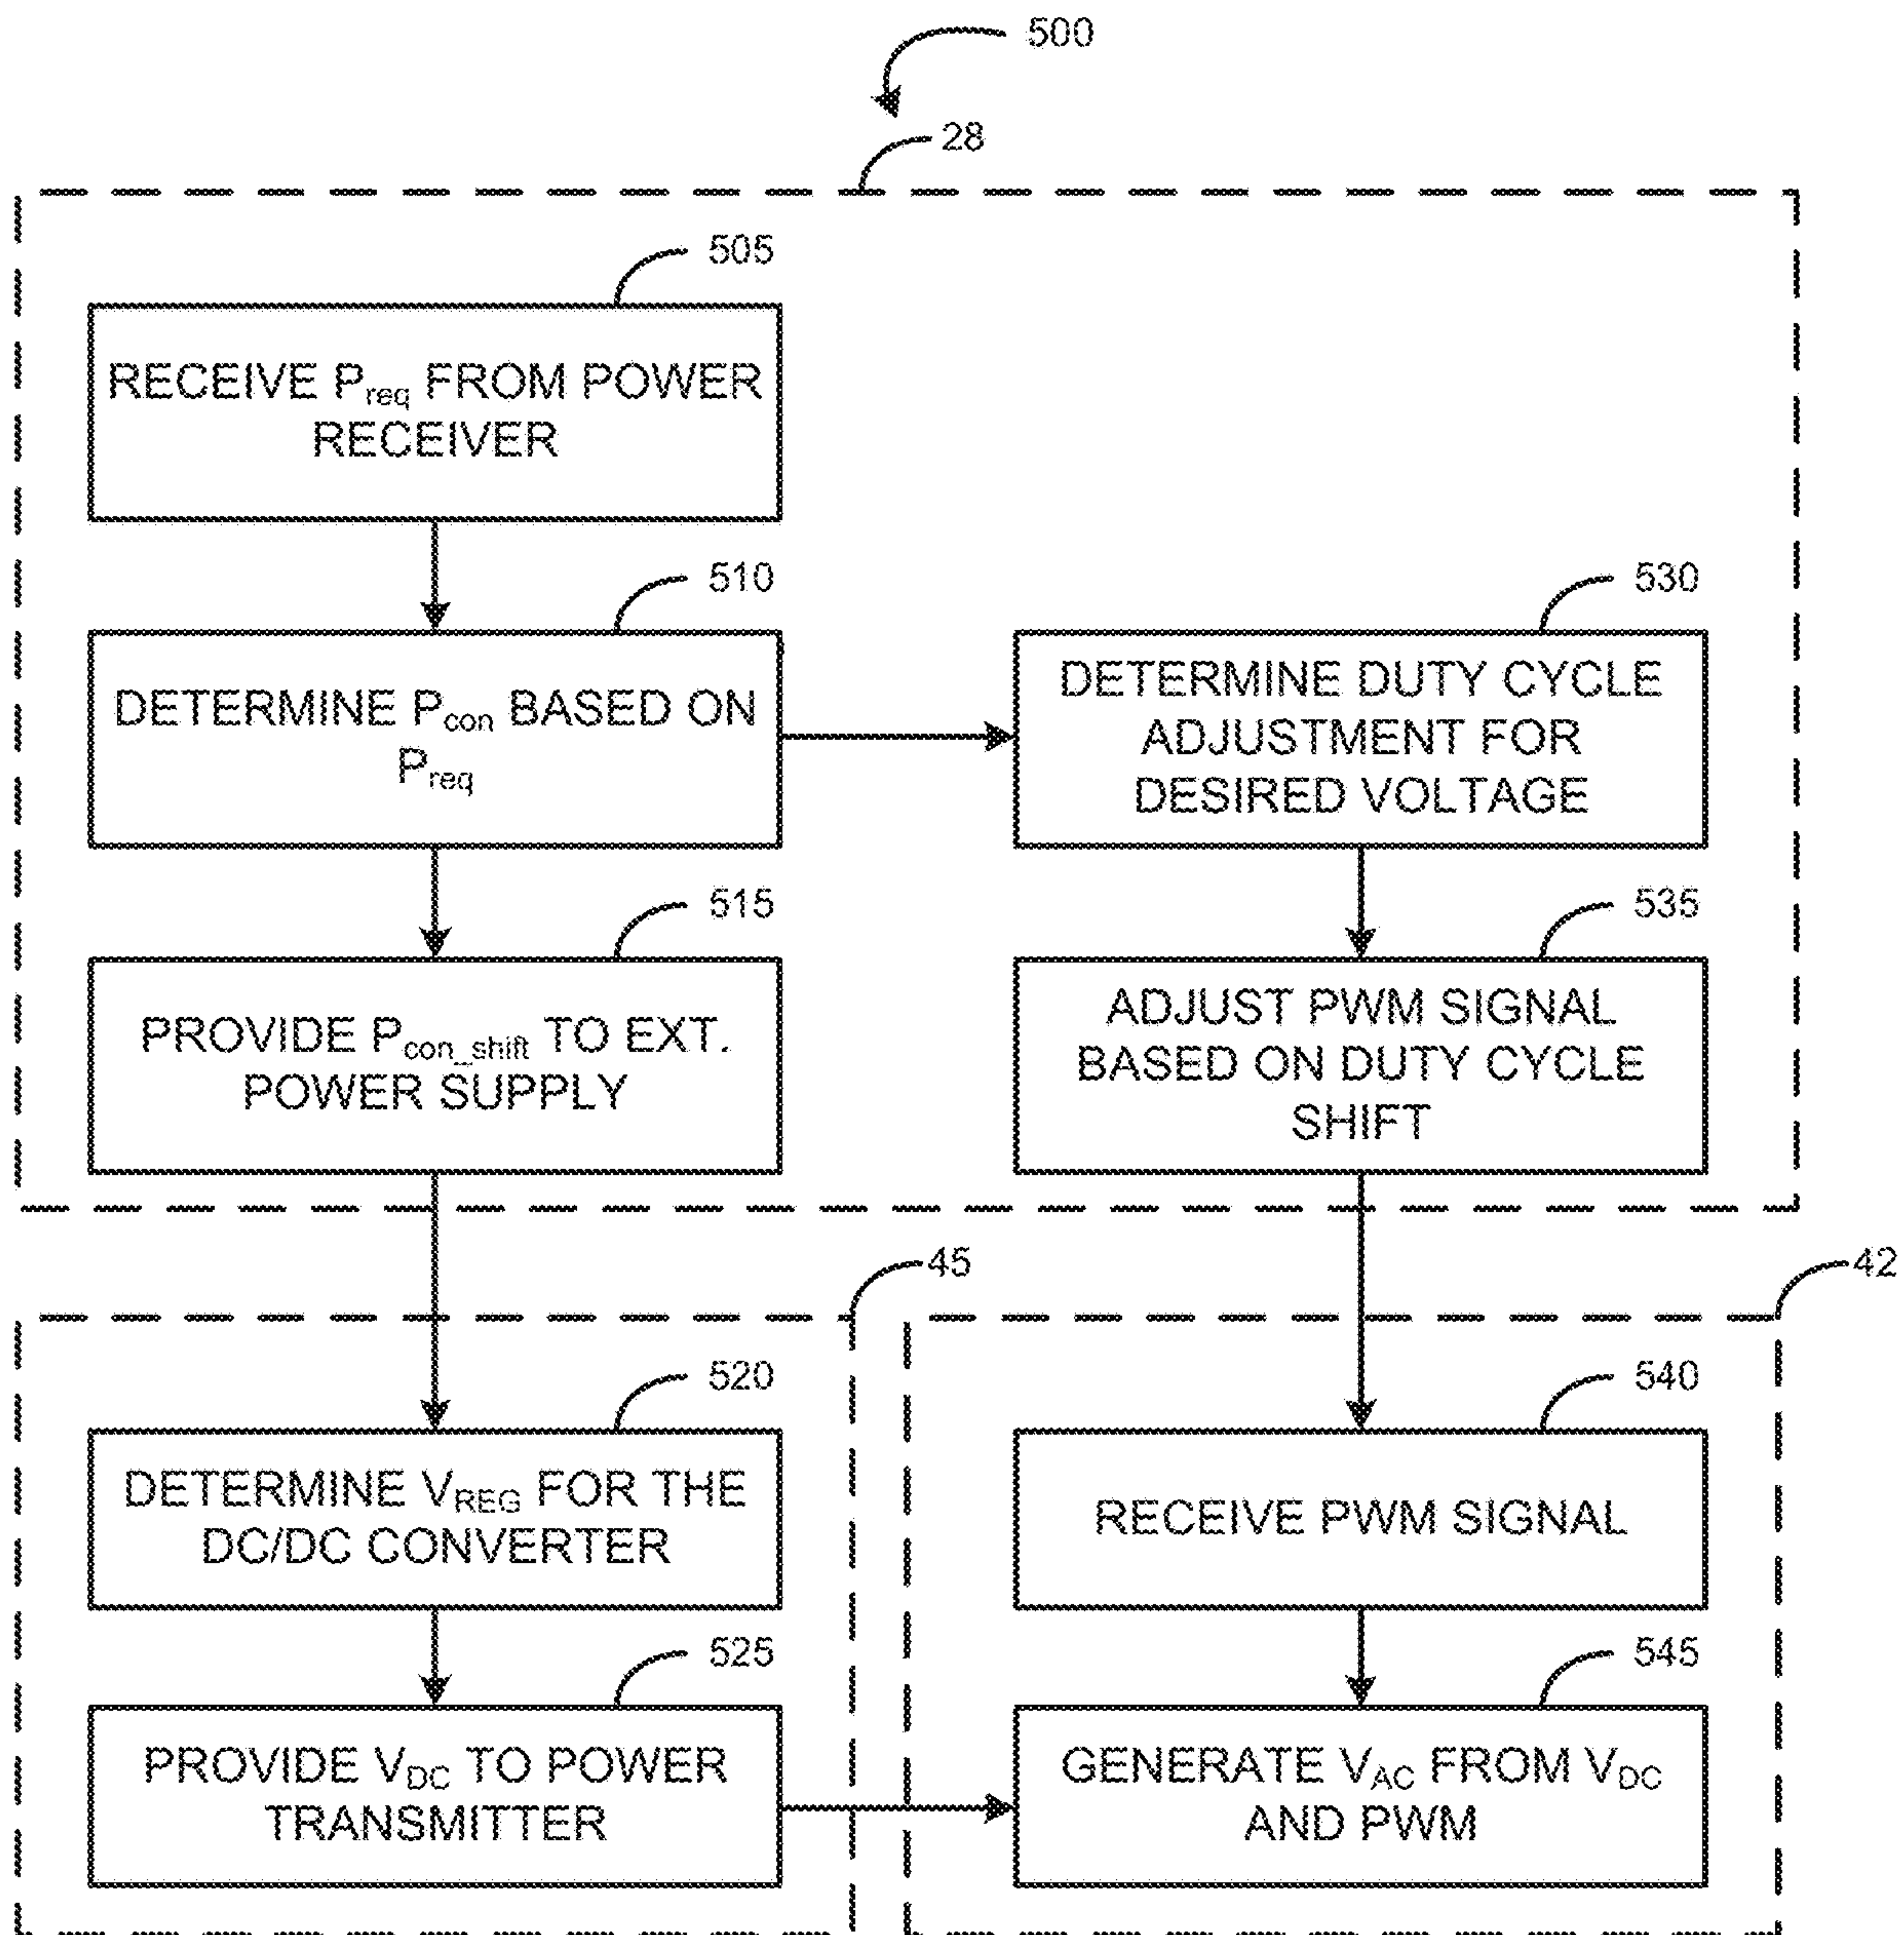 500
28
505
RECEIVE Preq FROM POWER
RECEIVER
510
DETERMINE Pcon BASED ON
Preq
530
DETERMINE DUTY CYCLE
ADJUSTMENT FOR
DESIRED VOLTAGE
515
PROVIDE Pcon_shift TO EXT.
POWER SUPPLY
535
ADJUST PWM SIGNAL
BASED ON DUTY CYCLE
SHIFT
45
42
520
DETERMINE VREG FOR THE
DC/DC CONVERTER
540
RECEIVE PWM SIGNAL
525
PROVIDE VDC TO POWER
TRANSMITTER
545
GENERATE VAC FROM VDC
AND PWM